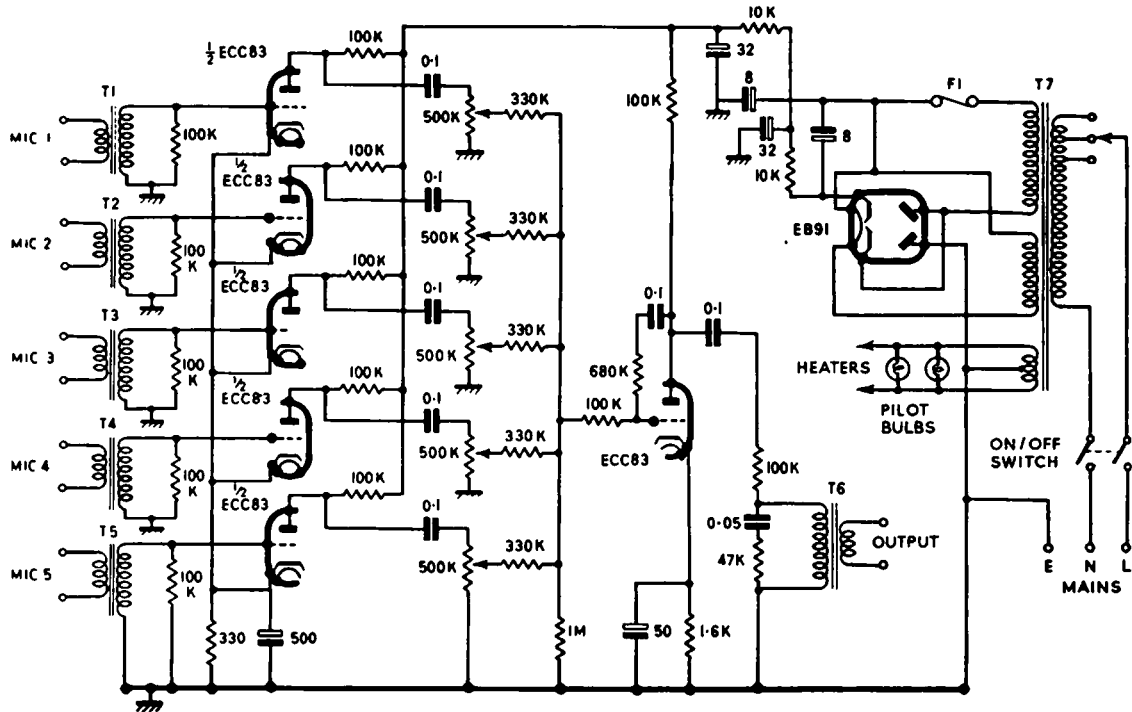 10K
½ ECC83
100K
32
T1
0·1
8
F1
T7
MIC 1
100K
500K
330K
100K
8
½
ECC83
100K
32
T2
0·1
10K
MIC 2
100
K
500K
330K
EB91
½
ECC83
100K
T3
0·1
0·1
0·1
MIC 3
100
K
500K
330K
680K
HEATERS
½
ECC83
100K
PILOT
BULBS
T4
0·1
100K
MIC 4
100
K
500K
330K
ECC83
ON/OFF
SWITCH
½
ECC83
100K
100K
T6
T5
0·1
0·05
OUTPUT
MIC 5
100
K
500K
330K
47K
E N L
MAINS
330
500
1M
50
1·6K